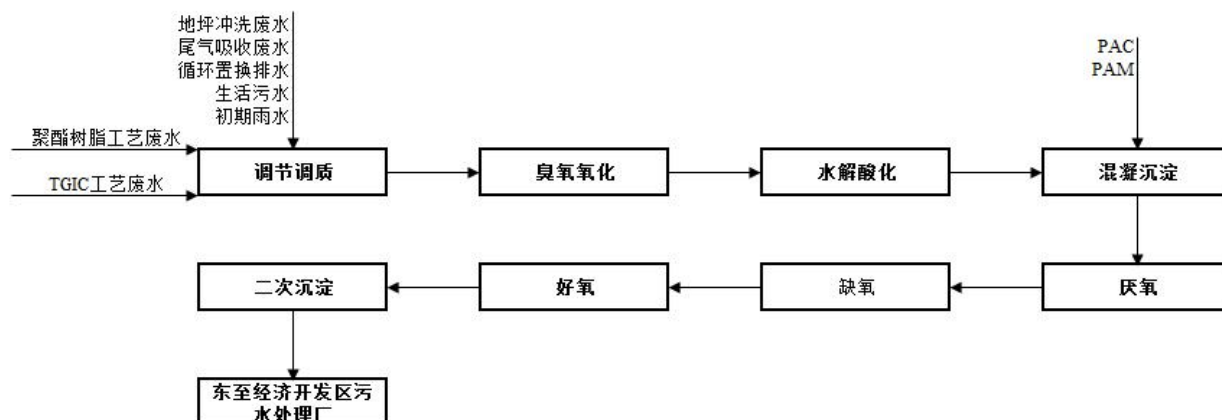 地坪冲洗废水
尾气吸收废水
循环置换排水
生活污水
初期雨水
PAC
PAM
聚酯树脂工艺废水
TGIC工艺废水
调节调质
臭氧氧化
水解酸化
混凝沉淀
二次沉淀
好氧
缺氧
厌氧
东至经济开发区污
水处理厂